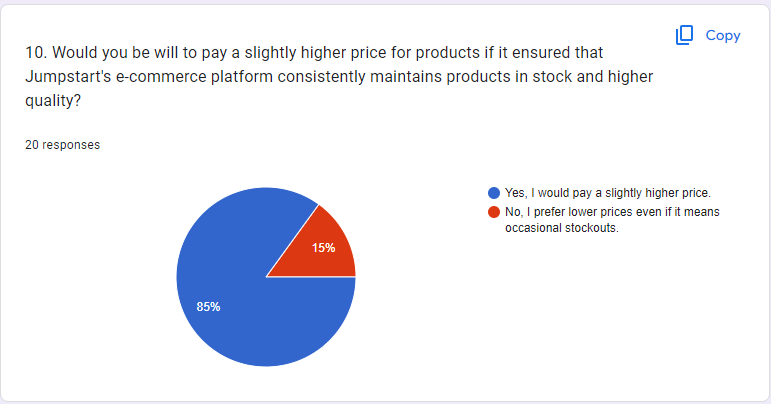 Copy
10. Would you be will to pay a slightly higher price for products if it ensured that
Jumpstart's e-commerce platform consistently maintains products in stock and higher
quality?
20 responses
Yes, I would pay a slightly higher price.
No, I prefer lower prices even if it means
occasional stockouts.
15%
85%